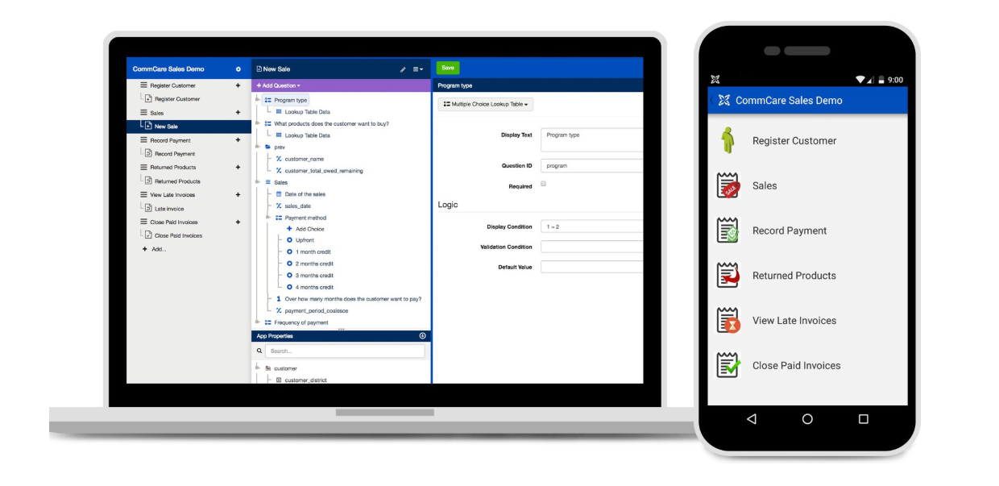 CommCare Sales Demo
Register Customer
Register Customer
Sales
New Sale
Record Payment
Record Payment
Returned Products
Returned Products
View Late Invoices
Late invoice
Close Paid Invoices
Close Paid Invoices
+ Add...
New Sale
+ Add Question
Program type
Lookup Table Data
What products does the customer want to buy?
Lookup Table Data
prev
customer_name
customer_total_owed_remaining
Sales
Date of the sales
sales_date
Payment method
+ Add Choice
Upfront
1 month credit
2 months credit
3 months credit
4 months credit
1 Over how many months does the customer want to pay?
payment_period_coalesce
Frequency of payment
App Properties
Search...
customer
customer_district
Save
Program type
Multiple Choice Lookup Table
Display Text Program type
Question ID program
Required
Logic
Display Condition 1 = 2
Validation Condition
Default Value
9:00
CommCare Sales Demo
Register Customer
SALE
Sales
Record Payment
Returned Products
View Late Invoices
Close Paid Invoices